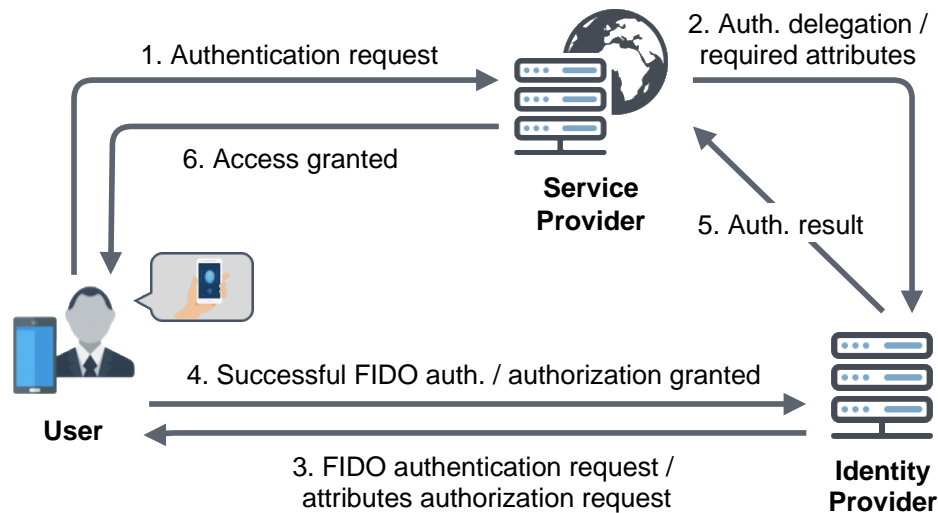 1. Authentication request
2. Auth. delegation /
required attributes
6. Access granted
Service
Provider
5. Auth. result
4. Successful FIDO auth. / authorization granted
User
3. FIDO authentication request /
attributes authorization request
Identity
Provider